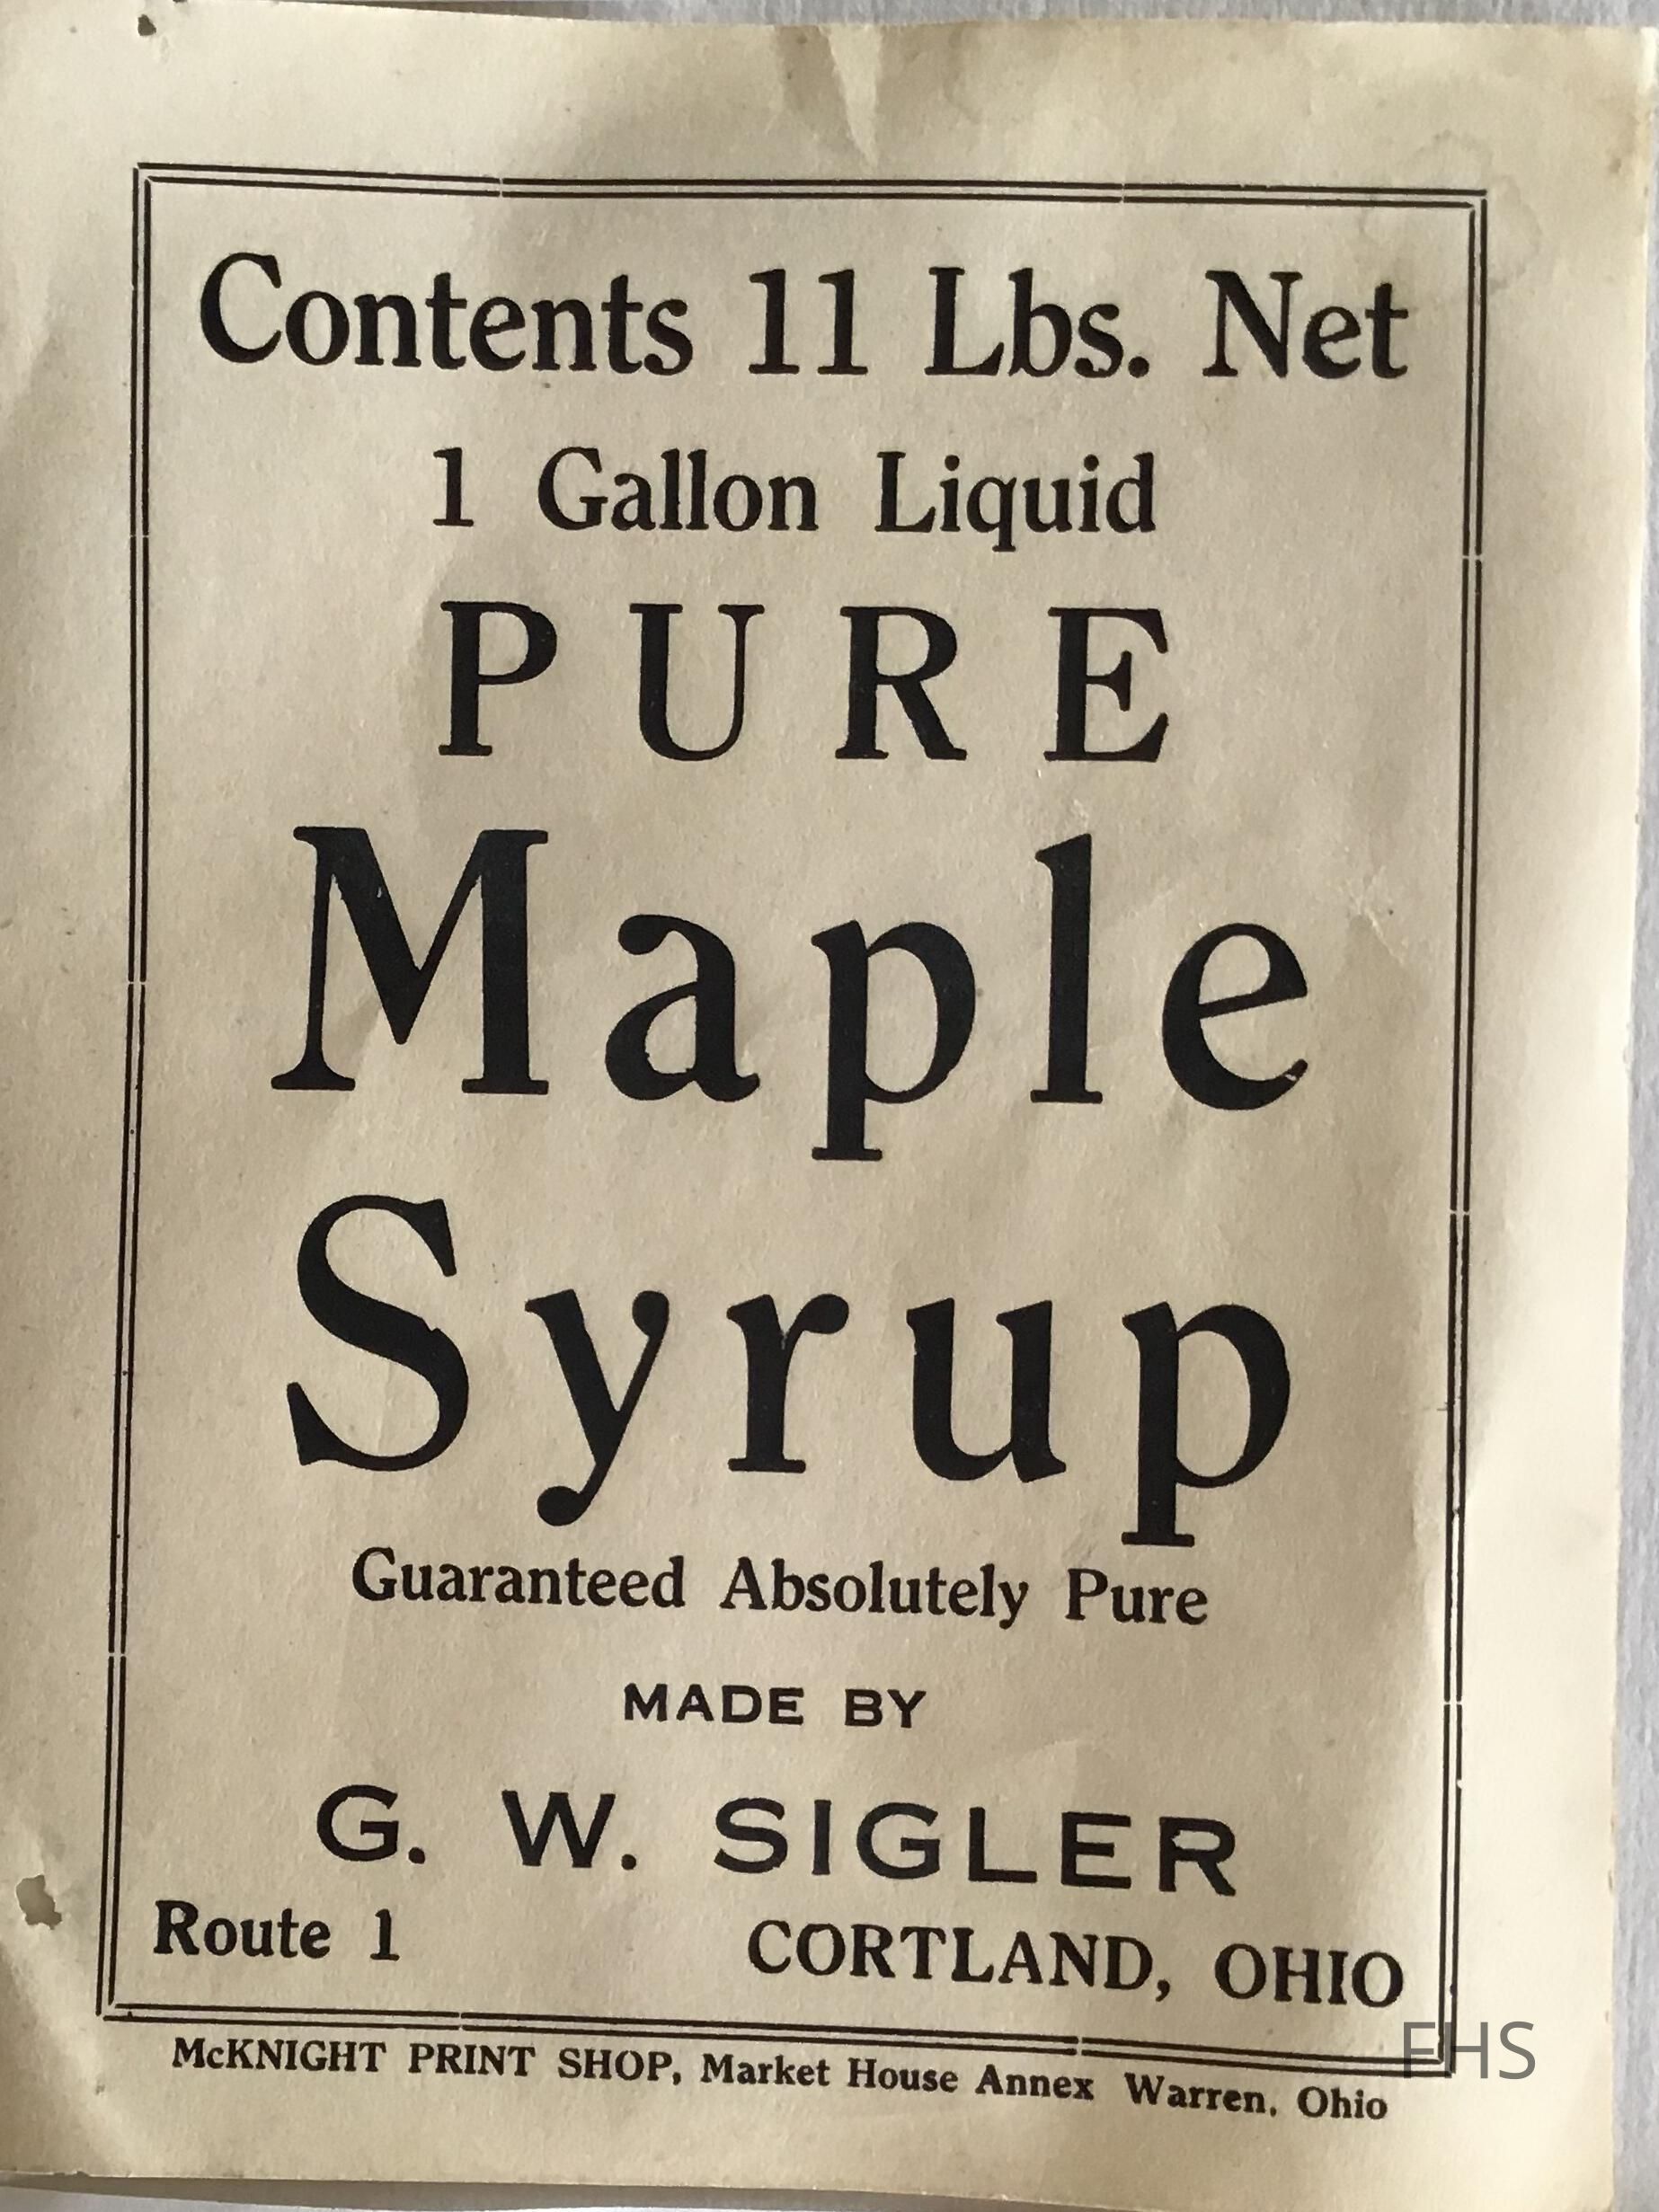 Contents 11 Lbs. Net
1 Gallon Liquid
PURE
Maple
Syrup
Guaranteed Absolutely Pure
MADE BY
G. W. SIGLER
Route 1 CORTLAND, OHIO
McKNIGHT PRINT SHOP, Market House Annex Warren, Ohio
FHS